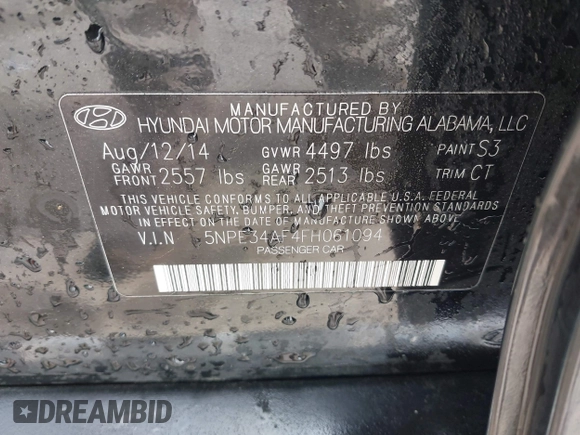 MANUFACTURED BY
HYUNDAI MOTOR MANUFACTURING ALABAMA, LLC
Aug/12/14 GVWR 4497 lbs PAINT S3
GAWR FRONT 2557 lbs GAWR REAR 2513 lbs TRIM CT
THIS VEHICLE CONFORMS TO ALL APPLICABLE U.S.A. FEDERAL
MOTOR VEHICLE SAFETY, BUMPER, AND THEFT PREVENTION STANDARDS
IN EFFECT ON THE DATE OF MANUFACTURE SHOWN ABOVE.
V.I.N 5NPE34AF4FH061094
PASSENGER CAR
DREAMBID